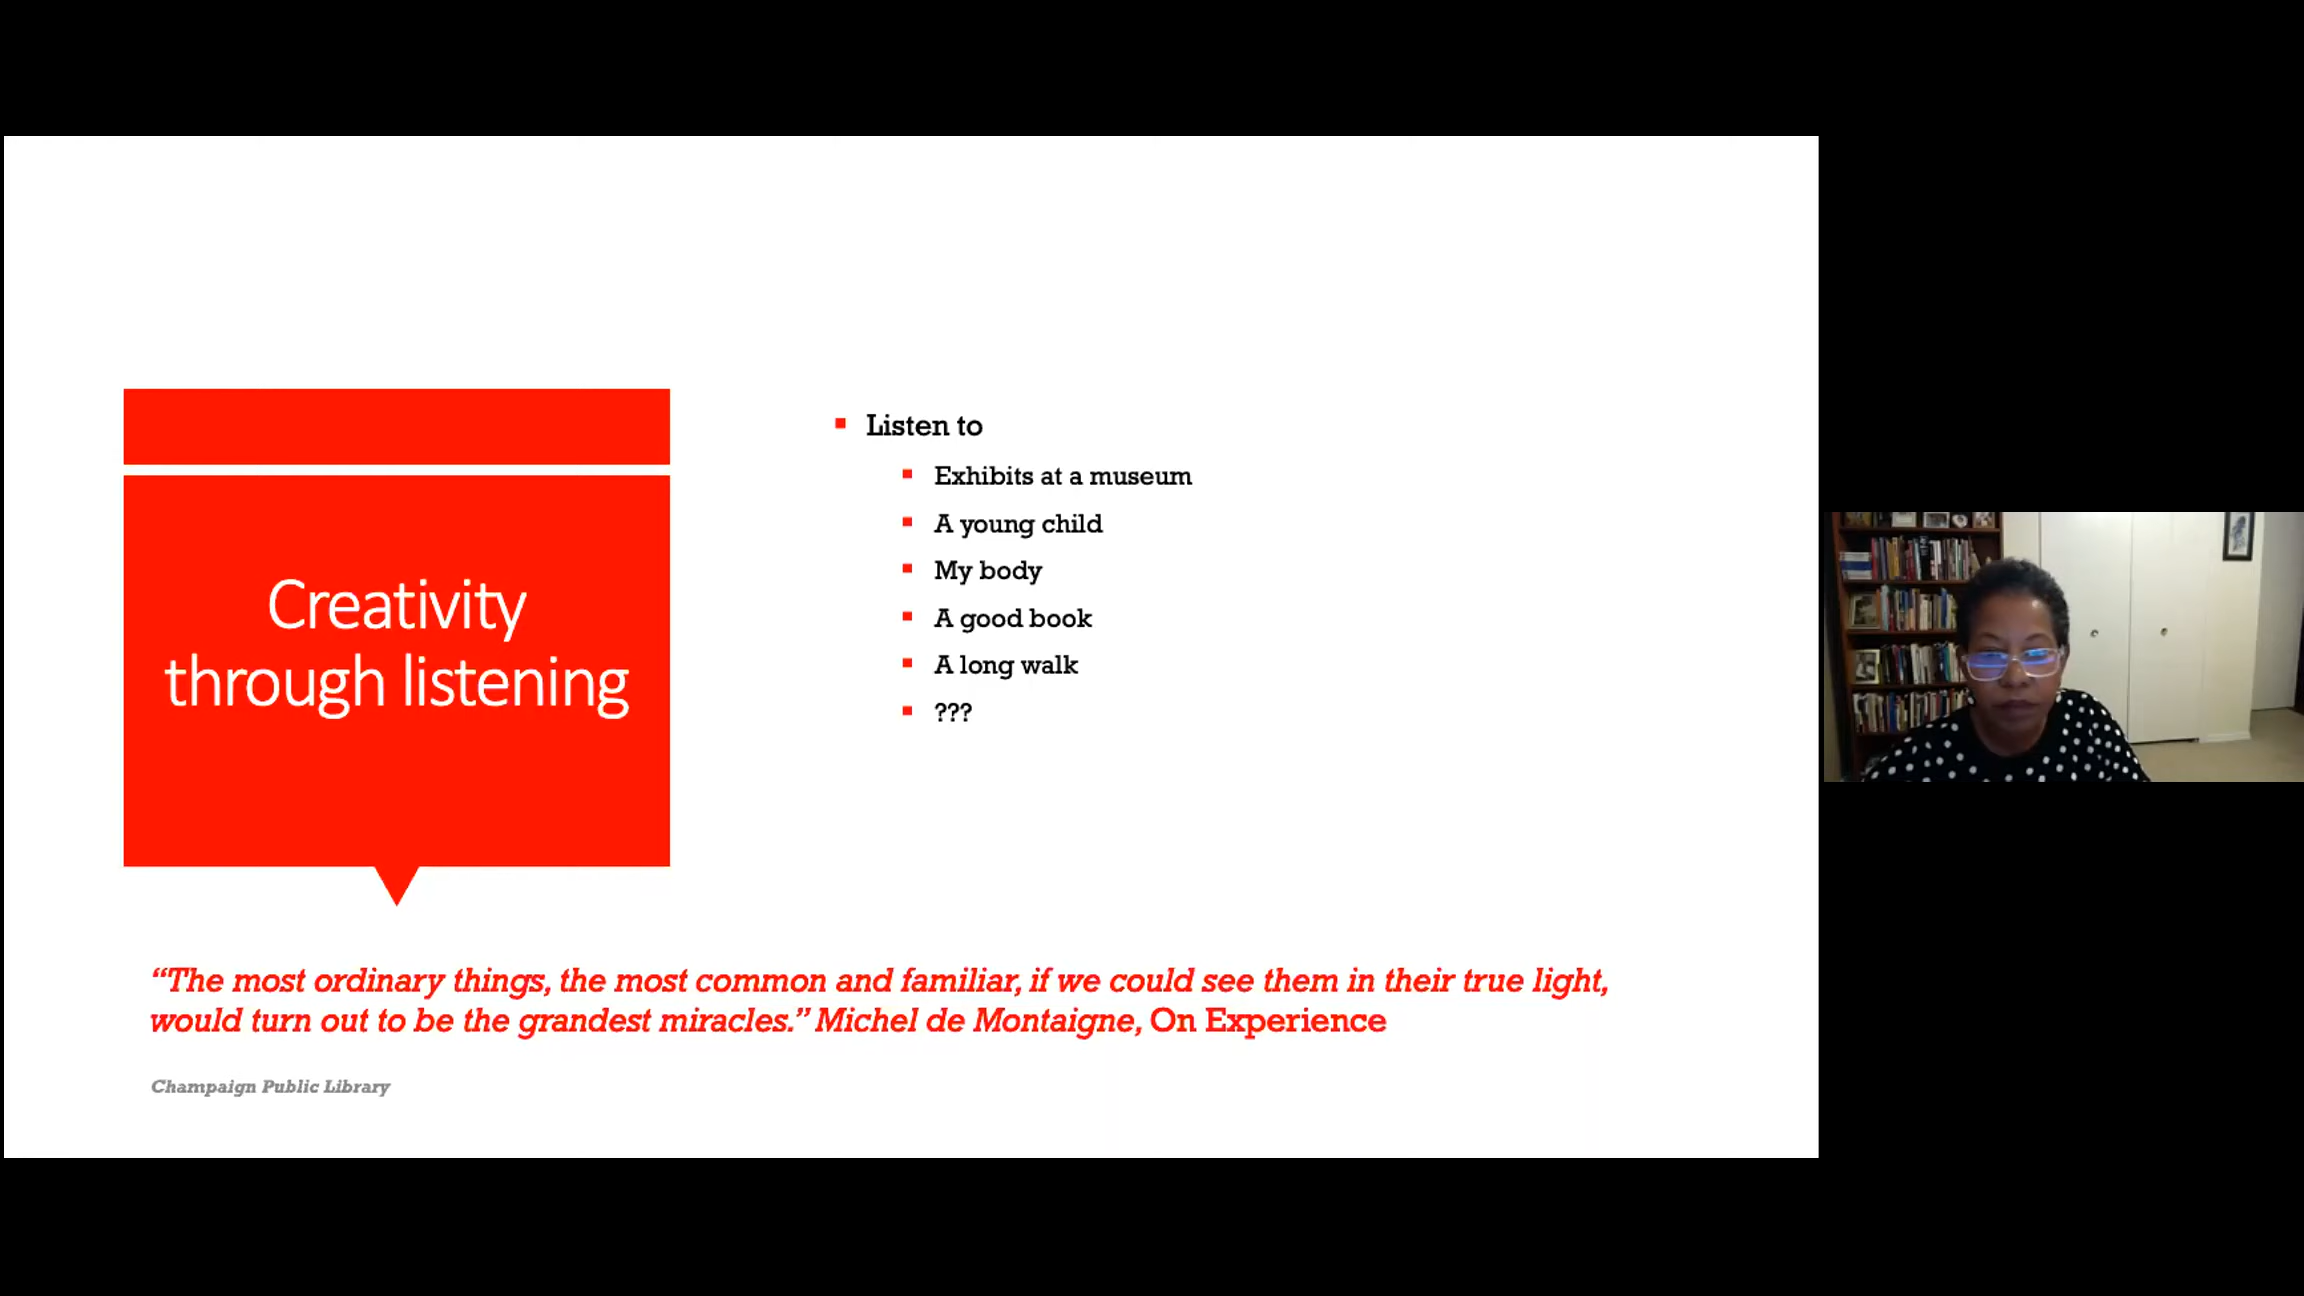 Creativity
through listening
Listen to
Exhibits at a museum
A young child
My body
A good book
A long walk
???
“The most ordinary things, the most common and familiar, if we could see them in their true light,
would turn out to be the grandest miracles.” Michel de Montaigne, On Experience
Champaign Public Library